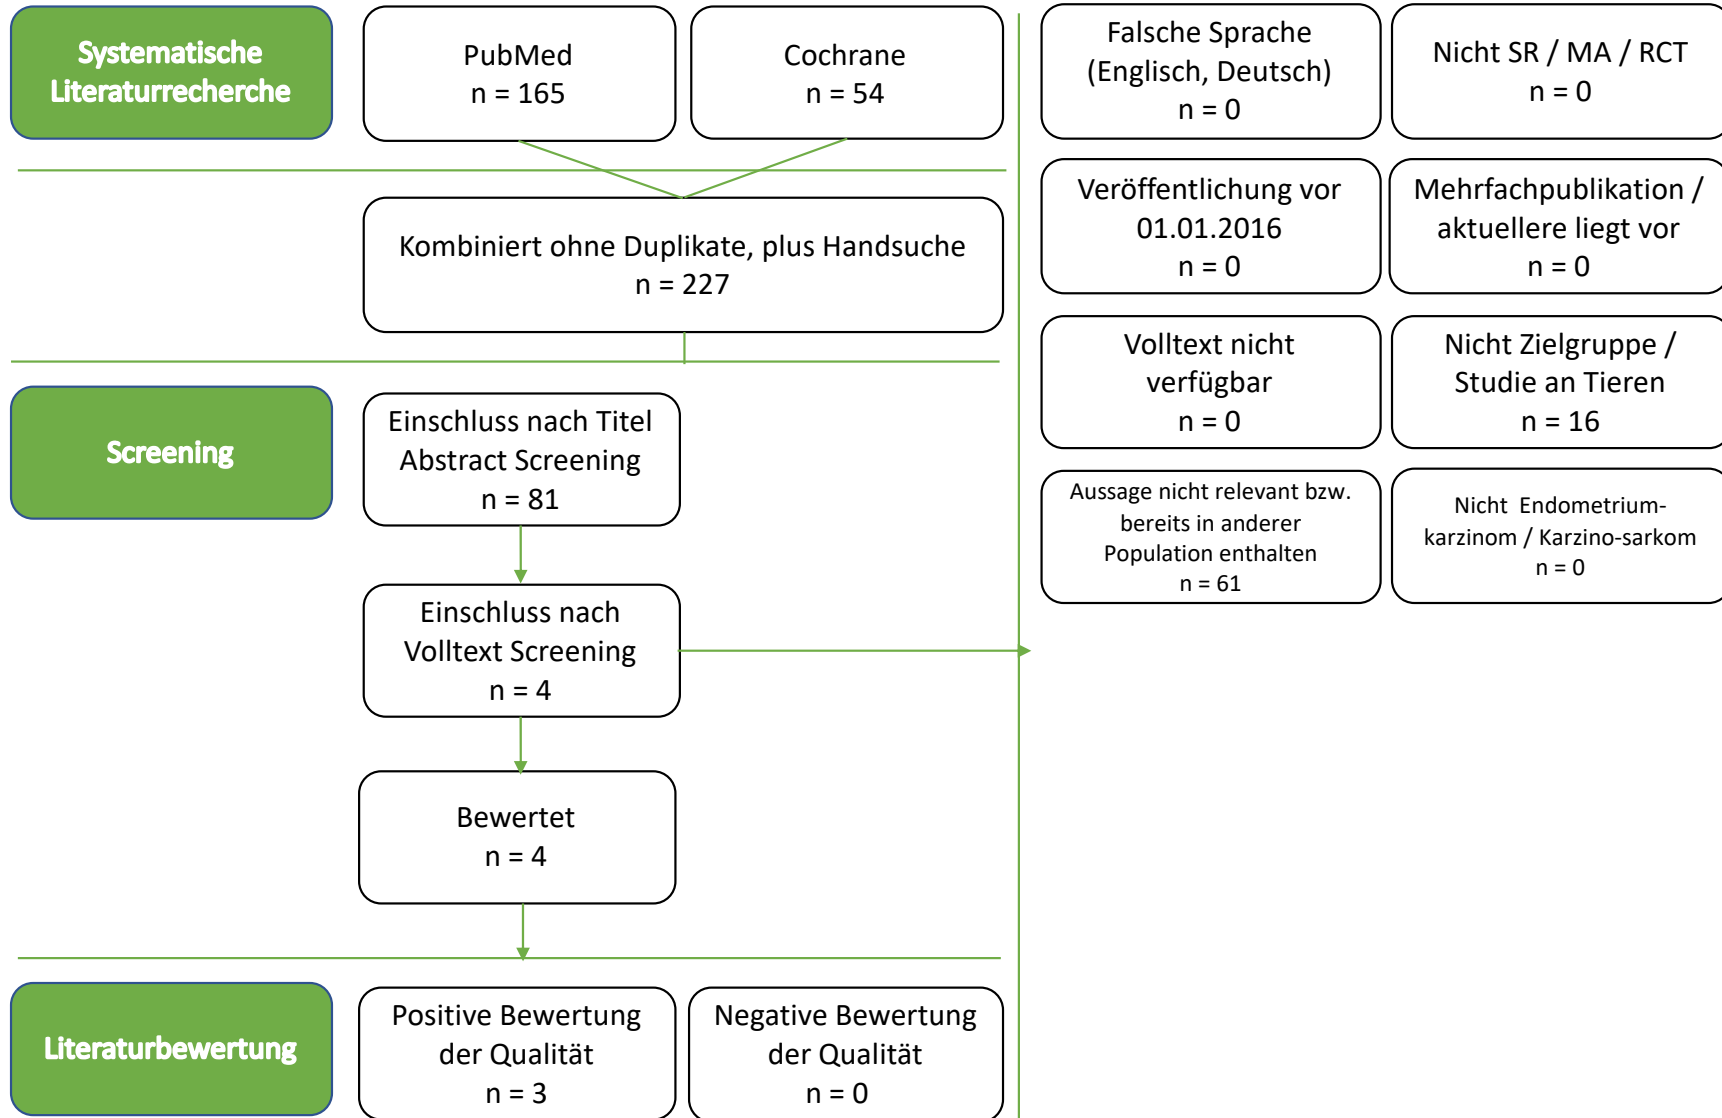 Systematische
Literaturrecherche
PubMed
n = 165
Cochrane
n = 54
Kombiniert ohne Duplikate, plus Handsuche
n = 227
Screening
Einschluss nach Titel
Abstract Screening
n = 81
Einschluss nach
Volltext Screening
n = 4
Bewertet
n = 4
Literaturbewertung
Positive Bewertung
der Qualität
n = 3
Negative Bewertung
der Qualität
n = 0
Falsche Sprache
(Englisch, Deutsch)
n = 0
Nicht SR / MA / RCT
n = 0
Veröffentlichung vor
01.01.2016
n = 0
Mehrfachpublikation /
aktuellere liegt vor
n = 0
Volltext nicht
verfügbar
n = 0
Nicht Zielgruppe /
Studie an Tieren
n = 16
Aussage nicht relevant bzw.
bereits in anderer
Population enthalten
n = 61
Nicht Endometrium-
karzinom / Karzino-sarkom
n = 0